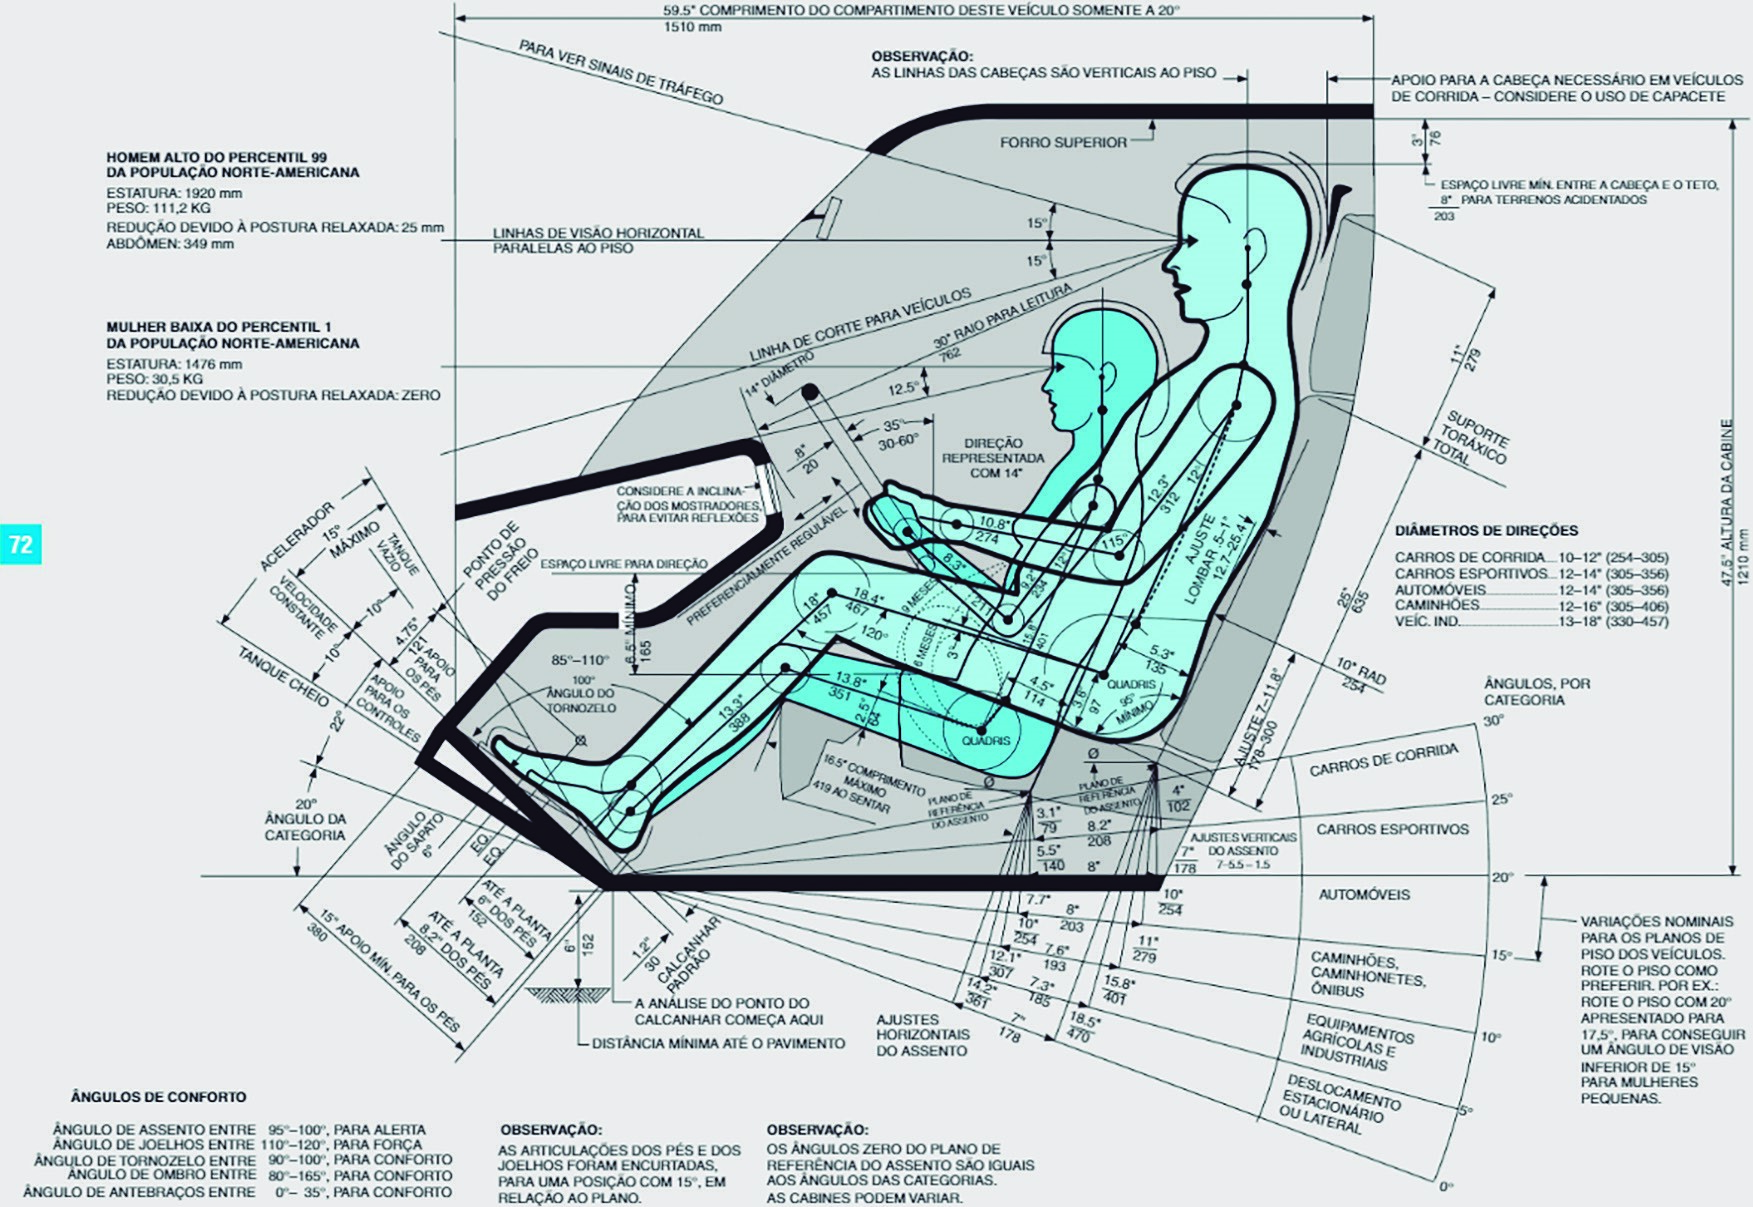 59.5" COMPRIMENTO DO COMPARTIMENTO DESTE VEÍCULO SOMENTE A 20°
1510 mm
PARA VER SINAIS DE TRÁFEGO
OBSERVAÇÃO:
AS LINHAS DAS CABEÇAS SÃO VERTICAIS AO PISO
APOIO PARA A CABEÇA NECESSÁRIO EM VEÍCULOS
DE CORRIDA – CONSIDERE O USO DE CAPACETE
FORRO SUPERIOR
3"
76
ESPAÇO LIVRE MÍN. ENTRE A CABEÇA E O TETO,
8"
203
PARA TERRENOS ACIDENTADOS
HOMEM ALTO DO PERCENTIL 99
DA POPULAÇÃO NORTE-AMERICANA
ESTATURA: 1920 mm
PESO: 111,2 KG
REDUÇÃO DEVIDO À POSTURA RELAXADA: 25 mm
ABDÔMEN: 349 mm
LINHAS DE VISÃO HORIZONTAL
PARALELAS AO PISO
15°
15°
MULHER BAIXA DO PERCENTIL 1
DA POPULAÇÃO NORTE-AMERICANA
ESTATURA: 1476 mm
PESO: 30,5 KG
REDUÇÃO DEVIDO À POSTURA RELAXADA: ZERO
LINHA DE CORTE PARA VEÍCULOS
30" RAIO PARA LEITURA
762
14" DIÂMETRO
12.5°
35°
30-60°
8"
20
DIREÇÃO
REPRESENTADA
COM 14"
11"
279
SUPORTE
TORÁXICO
TOTAL
47.5" ALTURA DA CABINE
1210 mm
CONSIDERE A INCLINA-
ÇÃO DOS MOSTRADORES,
PARA EVITAR REFLEXÕES
PREFERENCIALMENTE REGULÁVEL
ESPAÇO LIVRE PARA DIREÇÃO
6.5" MÍNIMO
165
72
ACELERADOR
15°
MÁXIMO
TANQUE
VAZIO
PONTO DE
PRESSÃO
DO FREIO
VELOCIDADE
CONSTANTE
10°
10°
4.75"
121
APOIO
PARA
OS PÉS
TANQUE CHEIO
APOIO
PARA OS
CONTROLES
22°
20°
ÂNGULO DA
CATEGORIA
85°–110°
100°
ÂNGULO DO
TORNOZELO
10.8"
274
8.3"
211
9.2"
234
12"
12.3"
312
12°
115°
AJUSTE
LOMBAR .5–1"
12.7–25.4
9 MESES
6 MESES
3"
15.8"
401
18"
457
18.4"
467
120°
13.8"
351
13.3"
388
2.5"
64
4.5"
114
3.8"
97
5.3"
135
QUADRIS
95°
MÍNIMO
QUADRIS
25"
635
10" RAD
254
AJUSTE 7–11.8"
178–300
DIÂMETROS DE DIREÇÕES
CARROS DE CORRIDA....10–12" (254–305)
CARROS ESPORTIVOS...12–14" (305–356)
AUTOMÓVEIS...............12–14" (305–356)
CAMINHÕES................12–16" (305–406)
VEÍC. IND......................13–18" (330–457)
ÂNGULOS, POR
CATEGORIA
30°
CARROS DE CORRIDA
25°
CARROS ESPORTIVOS
20°
AUTOMÓVEIS
15°
CAMINHÕES,
CAMINHONETES,
ÔNIBUS
10°
EQUIPAMENTOS
AGRÍCOLAS E
INDUSTRIAIS
5°
DESLOCAMENTO
ESTACIONÁRIO
OU LATERAL
0°
16.5" COMPRIMENTO
MÁXIMO
419 AO SENTAR
Ø
Ø
Ø
PLANO DE
REFERÊNCIA
DO ASSENTO
PLANO DE
REFERÊNCIA
DO ASSENTO
3.1"
79
8.2"
208
4"
102
5.5"
140
8"
7"
178
AJUSTES VERTICAIS
DO ASSENTO
7–5.5–1.5
7.7"
8"
203
10"
254
10"
254
7.6"
193
11"
279
12.1"
307
7.3"
185
15.8"
401
14.2"
361
7"
178
18.5"
470
AJUSTES
HORIZONTAIS
DO ASSENTO
ÂNGULO
DO SAPATO
6°
EQ.
EQ.
ATÉ A PLANTA
6" DOS PÉS
152
ATÉ A PLANTA
8.2" DOS PÉS
208
15" APOIO MÍN. PARA OS PÉS
380
6"
152
1.2"
30
CALCANHAR
PADRÃO
A ANÁLISE DO PONTO DO
CALCANHAR COMEÇA AQUI
DISTÂNCIA MÍNIMA ATÉ O PAVIMENTO
VARIAÇÕES NOMINAIS
PARA OS PLANOS DE
PISO DOS VEÍCULOS.
ROTE O PISO COMO
PREFERIR. POR EX.:
ROTE O PISO COM 20°
APRESENTADO PARA
17,5°, PARA CONSEGUIR
UM ÂNGULO DE VISÃO
INFERIOR DE 15°
PARA MULHERES
PEQUENAS.
ÂNGULOS DE CONFORTO
ÂNGULO DE ASSENTO ENTRE 95°–100°, PARA ALERTA
ÂNGULO DE JOELHOS ENTRE 110°–120°, PARA FORÇA
ÂNGULO DE TORNOZELO ENTRE 90°–100°, PARA CONFORTO
ÂNGULO DE OMBRO ENTRE 80°–165°, PARA CONFORTO
ÂNGULO DE ANTEBRAÇOS ENTRE 0°– 35°, PARA CONFORTO
OBSERVAÇÃO:
AS ARTICULAÇÕES DOS PÉS E DOS
JOELHOS FORAM ENCURTADAS,
PARA UMA POSIÇÃO COM 15°, EM
RELAÇÃO AO PLANO.
OBSERVAÇÃO:
OS ÂNGULOS ZERO DO PLANO DE
REFERÊNCIA DO ASSENTO SÃO IGUAIS
AOS ÂNGULOS DAS CATEGORIAS.
AS CABINES PODEM VARIAR.